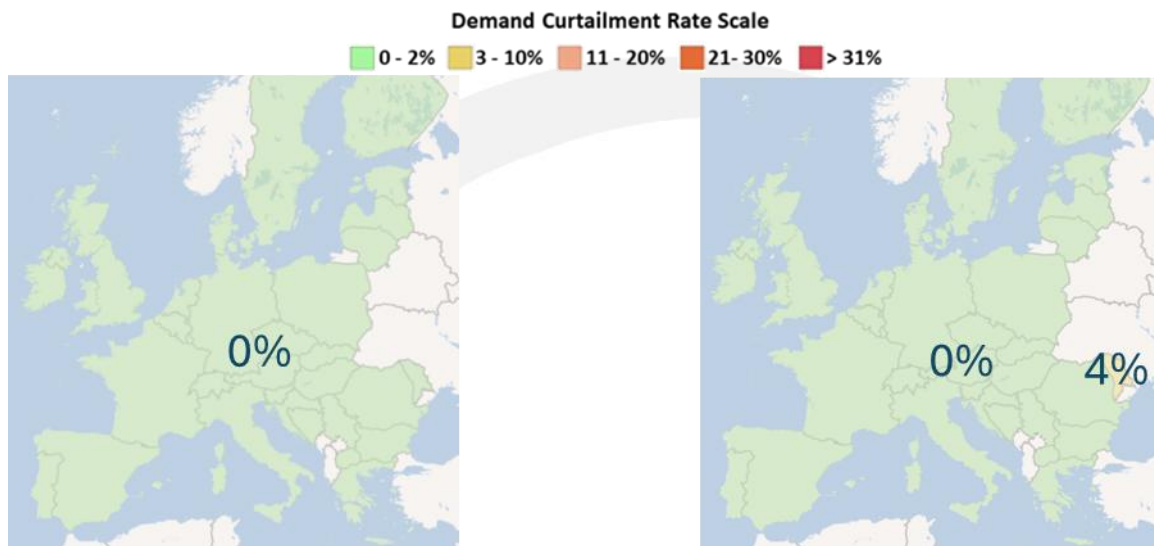 Demand Curtailment Rate Scale
0 - 2% 3 - 10% 11 - 20% 21- 30% > 31%
0%
0%
4%